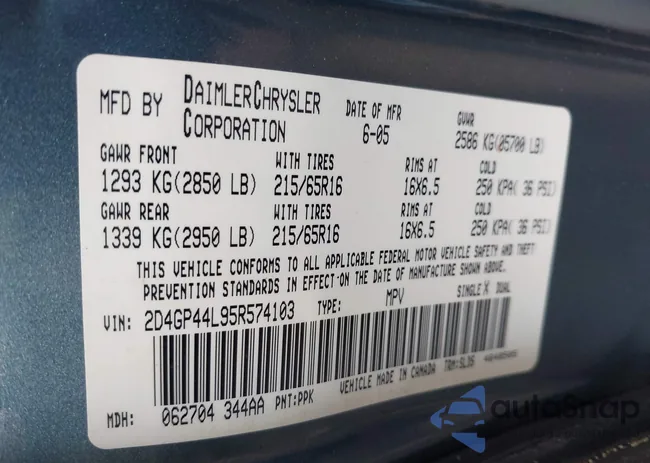 MFD BY DAIMLERCHRYSLER CORPORATION DATE OF MFR 6-05 GVWR 2586 KG(05700 LB)
GAWR FRONT WITH TIRES RIMS AT COLD
1293 KG(2850 LB) 215/65R16 16X6.5 250 KPA( 36 PSI)
GAWR REAR WITH TIRES RIMS AT COLD
1339 KG(2950 LB) 215/65R16 16X6.5 250 KPA( 36 PSI)
THIS VEHICLE CONFORMS TO ALL APPLICABLE FEDERAL MOTOR VEHICLE SAFETY AND THEFT
PREVENTION STANDARDS IN EFFECT ON THE DATE OF MANUFACTURE SHOWN ABOVE.
VIN: 2D4GP44L95R574103 TYPE: MPV SINGLE X DUAL
VEHICLE MADE IN CANADA TRM:SLD5
MDH: 062704 344AA PNT:PPK
autoSnap